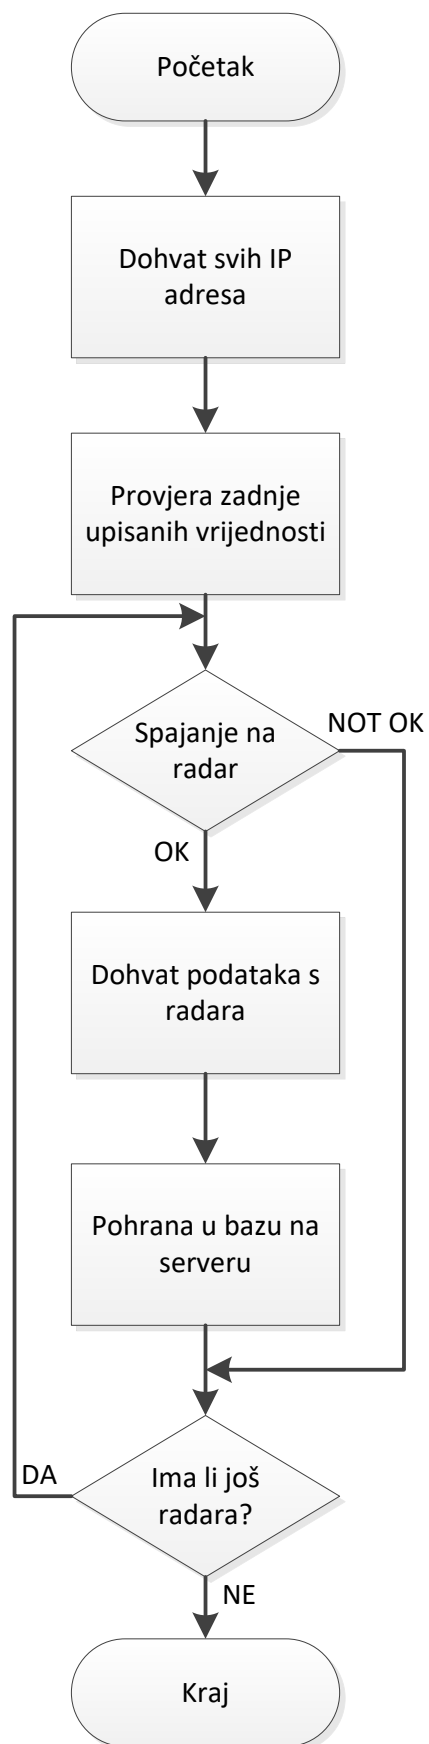 Početak
Dohvat svih IP
adresa
Provjera zadnje
upisanih vrijednosti
Spajanje na
radar
NOT OK
OK
Dohvat podataka s
radara
Pohrana u bazu na
serveru
Ima li još
radara?
DA
NE
Kraj